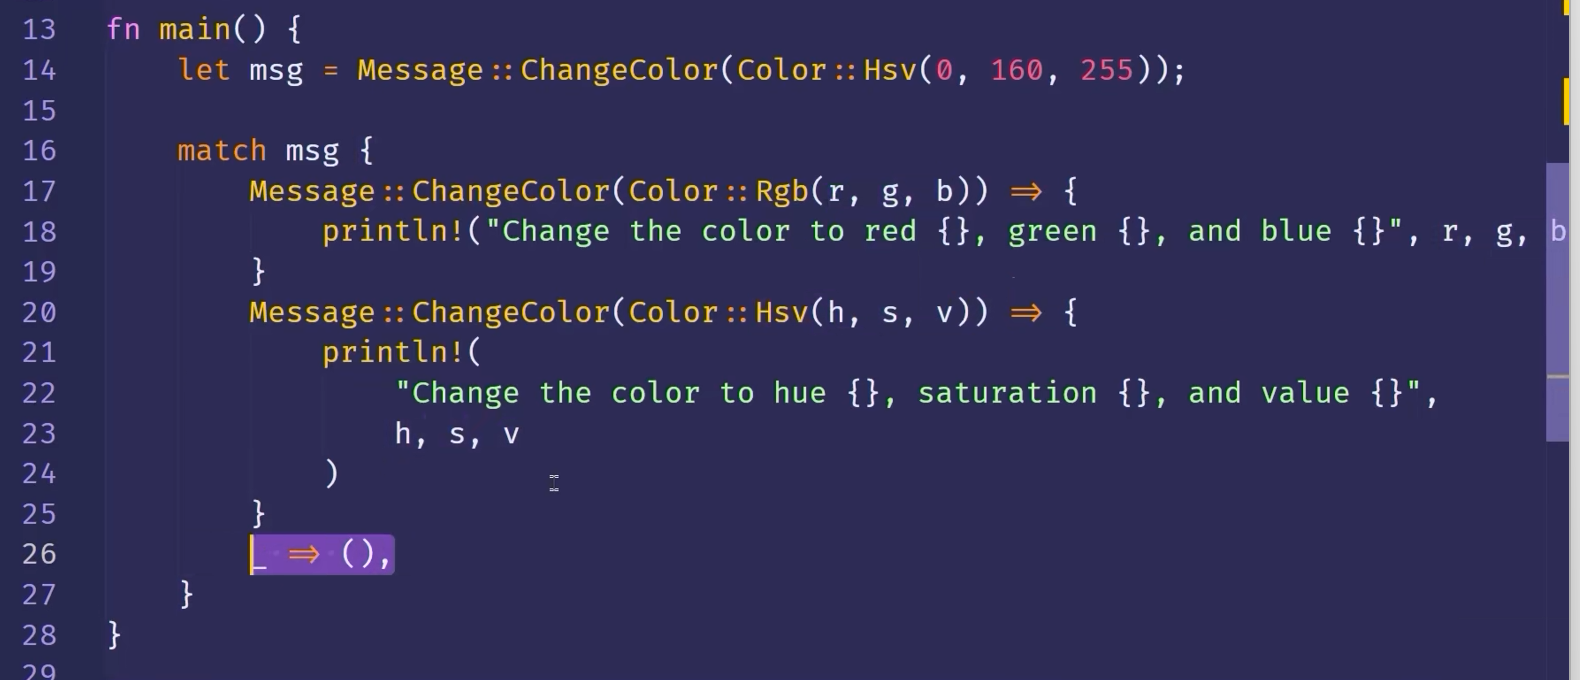 13 fn main() {
14 let msg = Message::ChangeColor(Color::Hsv(0, 160, 255));
15
16 match msg {
17 Message::ChangeColor(Color::Rgb(r, g, b)) => {
18 println!("Change the color to red {}, green {}, and blue {}", r, g, b
19 }
20 Message::ChangeColor(Color::Hsv(h, s, v)) => {
21 println!(
22 "Change the color to hue {}, saturation {}, and value {}",
23 h, s, v
24 )
25 }
26 _ => (),
27 }
28 }
29